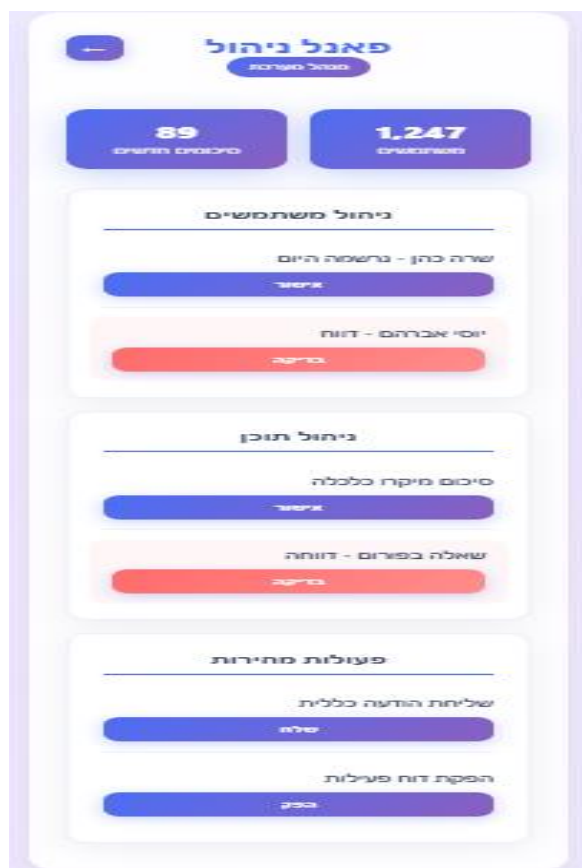 פאנל ניהול
←
מנהל מערכת
1,247
משתמשים
89
סיכומים חדשים
ניהול משתמשים
שרה כהן - נרשמה היום
אישור
יוסי אברהם - דווח
בדיקה
ניהול תוכן
סיכום מיקרו כלכלה
אישור
שאלה בפורום - דווחה
בדיקה
פעולות מהירות
שליחת הודעה כללית
שלח
הפקת דוח פעילות
הפק